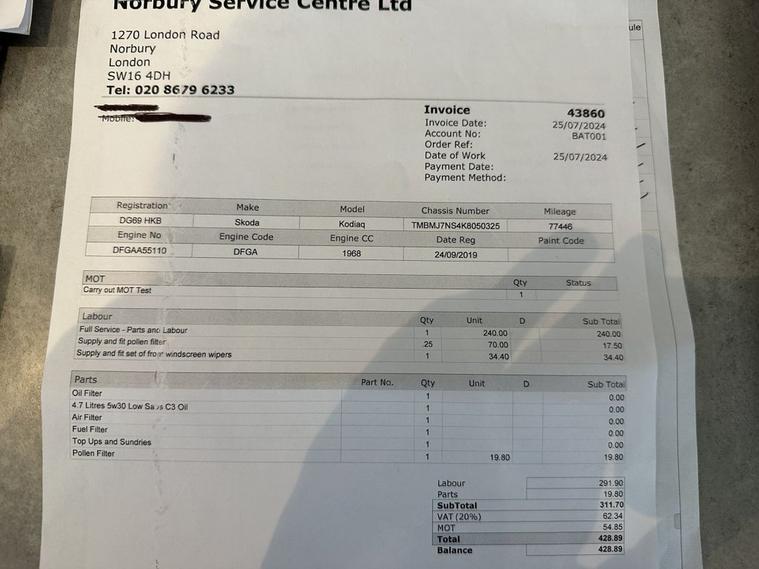 Norbury Service Centre Ltd
1270 London Road
Norbury
London
SW16 4DH
Tel: 020 8679 6233
Mobile:
Invoice 43860
Invoice Date: 25/07/2024
Account No: BAT001
Order Ref:
Date of Work 25/07/2024
Payment Date:
Payment Method:
Registration Make Model Chassis Number Mileage
DG69 HKB Skoda Kodiaq TMBMJ7NS4K8050325 77446
Engine No Engine Code Engine CC Date Reg Paint Code
DFGAA55110 DFGA 1968 24/09/2019
MOT Qty Status
Carry out MOT Test 1
Labour Qty Unit D Sub Total
Full Service - Parts and Labour 1 240.00 240.00
Supply and fit pollen filter .25 70.00 17.50
Supply and fit set of front windscreen wipers 1 34.40 34.40
Parts Part No. Qty Unit D Sub Total
Oil Filter 1 0.00
4.7 Litres 5w30 Low Saps C3 Oil 1 0.00
Air Filter 1 0.00
Fuel Filter 1 0.00
Top Ups and Sundries 1 0.00
Pollen Filter 1 19.80 19.80
Labour 291.90
Parts 19.80
SubTotal 311.70
VAT (20%) 62.34
MOT 54.85
Total 428.89
Balance 428.89